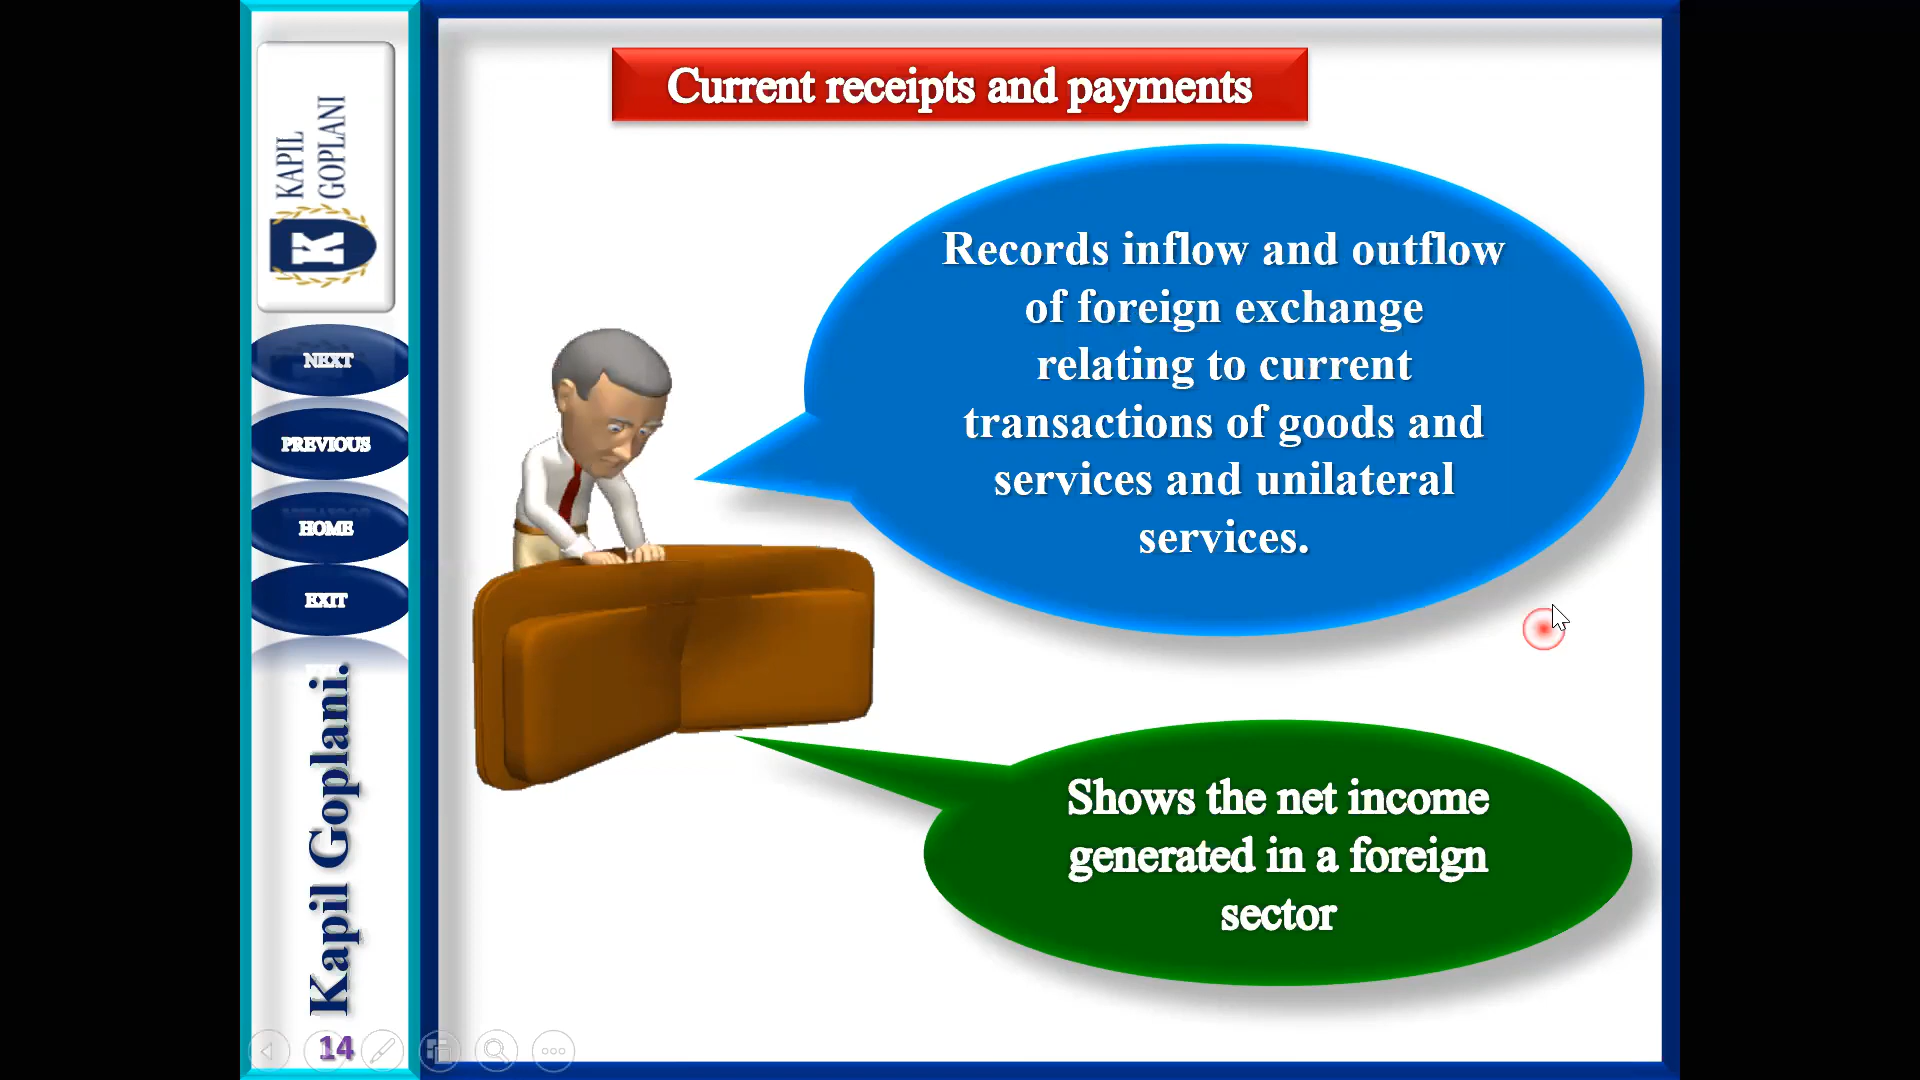 KAPIL
GOPLANI
K
NEXT
PREVIOUS
HOME
EXIT
Kapil Goplani.
14
Current receipts and payments
Records inflow and outflow
of foreign exchange
relating to current
transactions of goods and
services and unilateral
services.
Shows the net income
generated in a foreign
sector